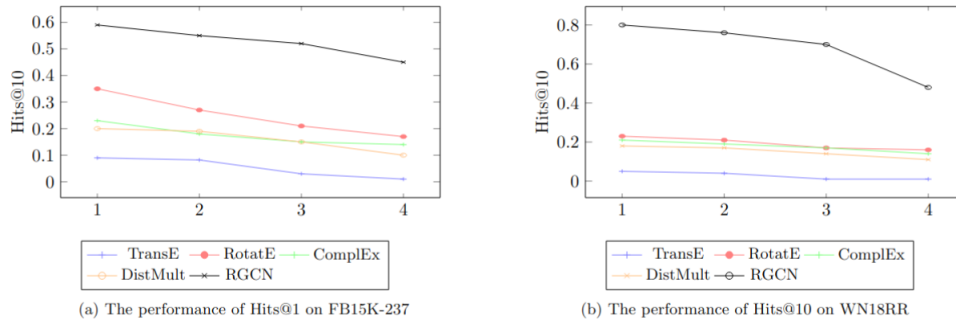 Hits@10
0.6
0.5
0.4
0.3
0.2
0.1
0
1 2 3 4
TransE RotatE ComplEx
DistMult RGCN
(a) The performance of Hits@1 on FB15K-237
Hits@10
0.8
0.6
0.4
0.2
0
1 2 3 4
TransE RotatE ComplEx
DistMult RGCN
(b) The performance of Hits@10 on WN18RR